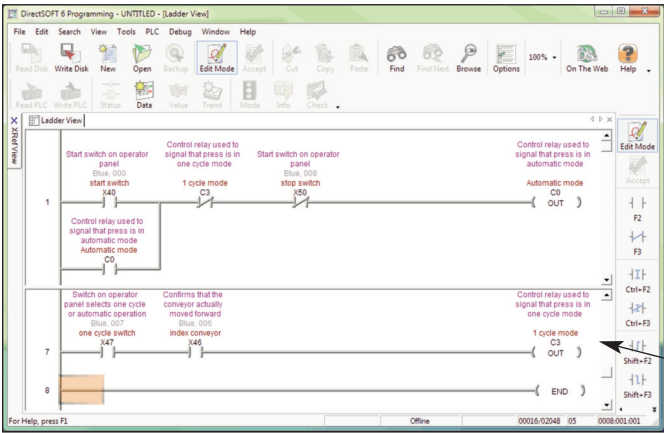 DirectSOFT 6 Programming - UNTITLED - [Ladder View]
File Edit Search View Tools PLC Debug Window Help
Read Disk Write Disk New Open Backup Edit Mode Accept Cut Copy Paste Find Find Next Browse Options 100% On The Web Help
Read PLC Write PLC Status Data Value Trend Mode Info Check
X XRef View
Ladder View
Start switch on operator panel
Blue, 000
start switch
X40
Control relay used to signal that press is in one cycle mode
1 cycle mode
C3
Start switch on operator panel
Blue, 008
stop switch
X50
Control relay used to signal that press is in automatic mode
Automatic mode
C0
1
OUT
Control relay used to signal that press is in automatic mode
Automatic mode
C0
Switch on operator panel selects one cycle or automatic operation
Blue, 007
one cycle switch
X47
Confirms that the conveyor actually moved forward
Blue, 006
index conveyor
X46
Control relay used to signal that press is in one cycle mode
1 cycle mode
C3
7
OUT
8
END
Edit Mode
Accept
F2
F3
Ctrl+F2
Ctrl+F3
Shift+F2
Shift+F3
For Help, press F1
Offline
00016/02048 05 0008:001:001